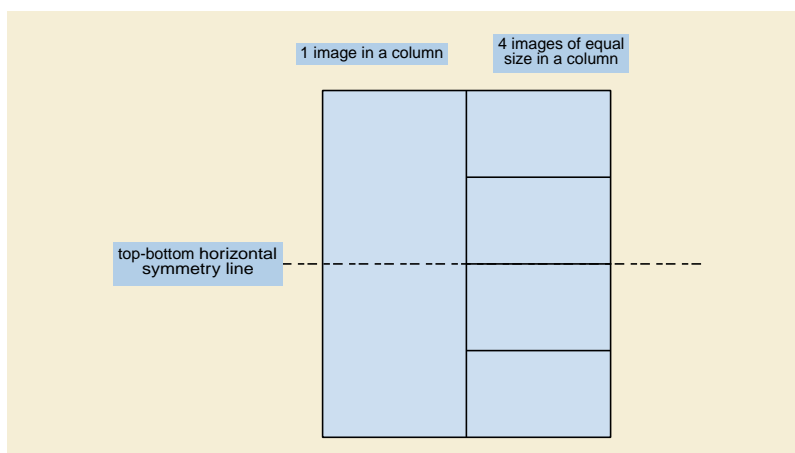 1 image in a column
4 images of equal
size in a column
top-bottom horizontal
symmetry line